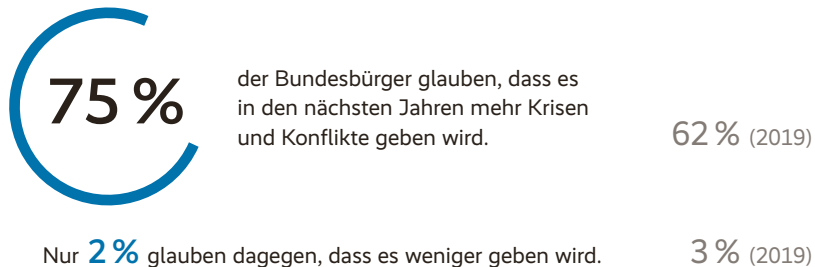 75 %
der Bundesbürger glauben, dass es
in den nächsten Jahren mehr Krisen
und Konflikte geben wird.
62 % (2019)
Nur 2 % glauben dagegen, dass es weniger geben wird.
3 % (2019)